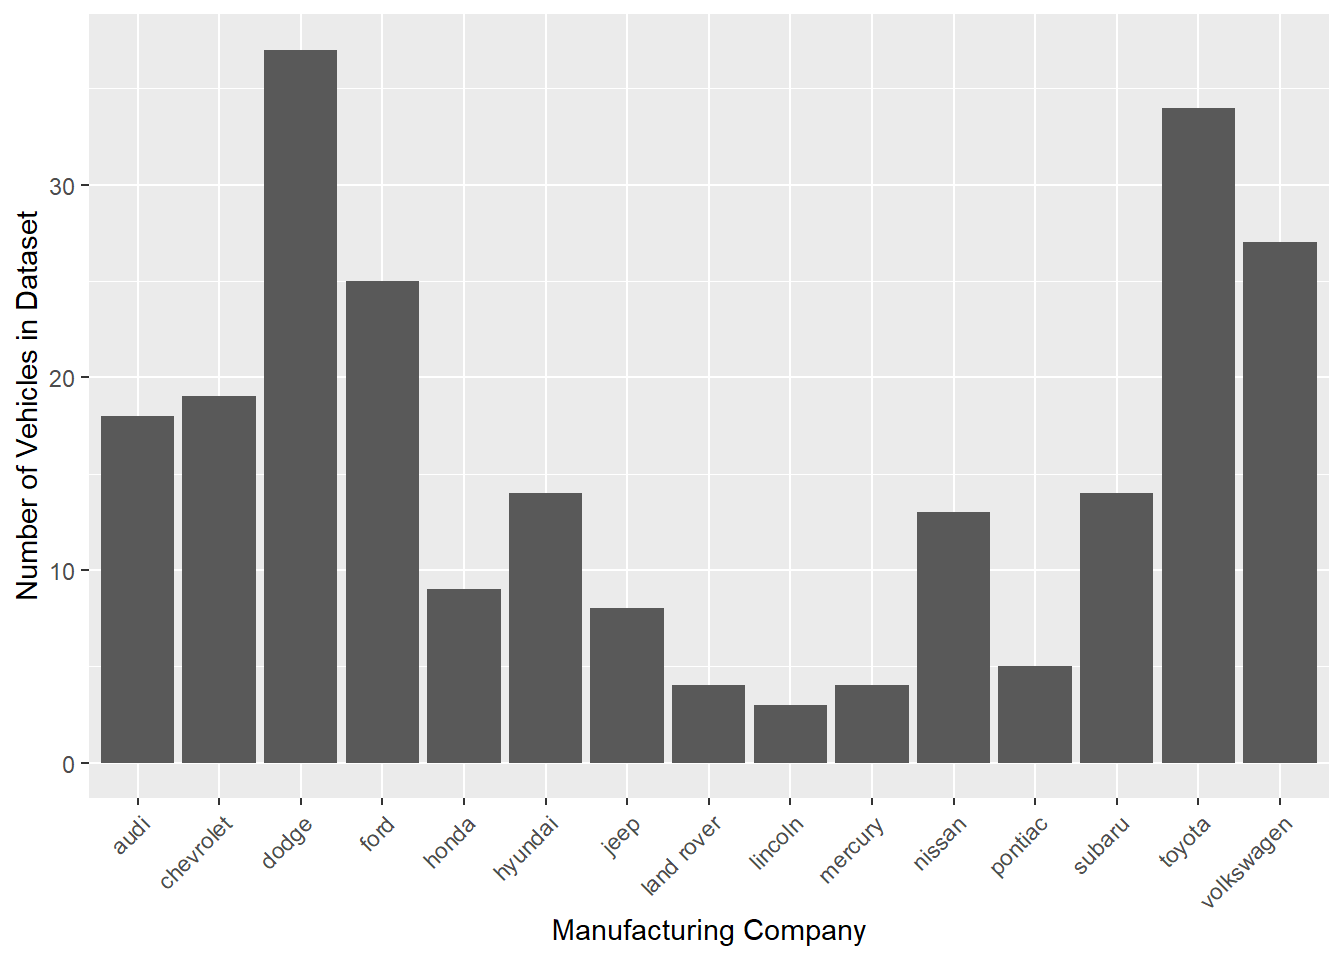 Number of Vehicles in Dataset
30
20
10
0
audi
chevrolet
dodge
ford
honda
hyundai
jeep
land rover
lincoln
mercury
nissan
pontiac
subaru
toyota
volkswagen
Manufacturing Company